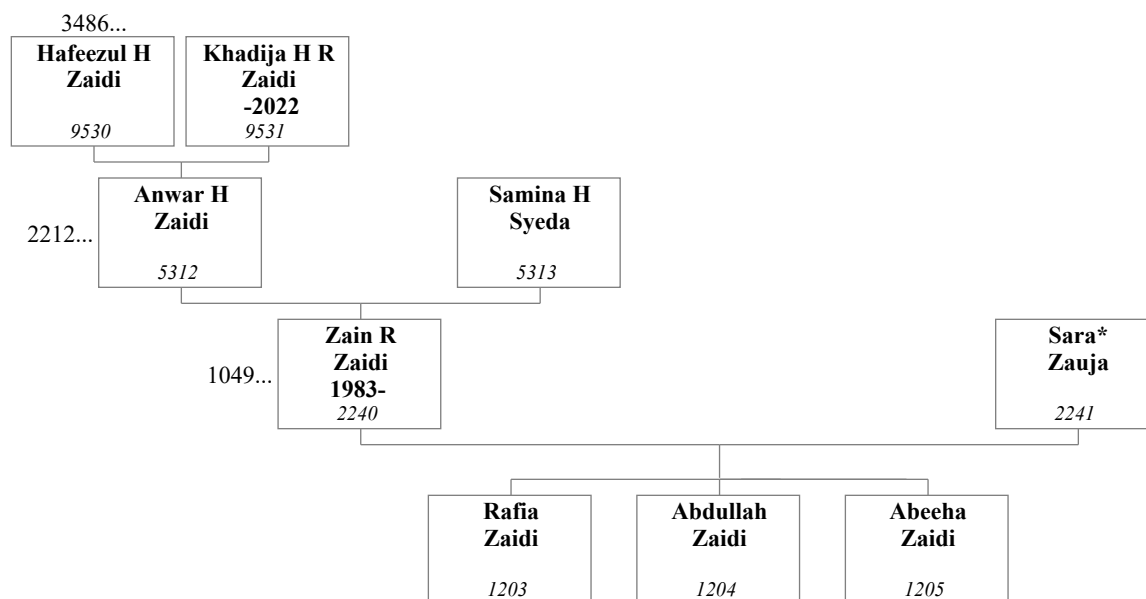 3486...
Hafeezul H
Zaidi
9530
Khadija H R
Zaidi
-2022
9531
2212...
Anwar H
Zaidi
5312
Samina H
Syeda
5313
1049...
Zain R
Zaidi
1983-
2240
Sara*
Zauja
2241
Rafia
Zaidi
1203
Abdullah
Zaidi
1204
Abeeha
Zaidi
1205